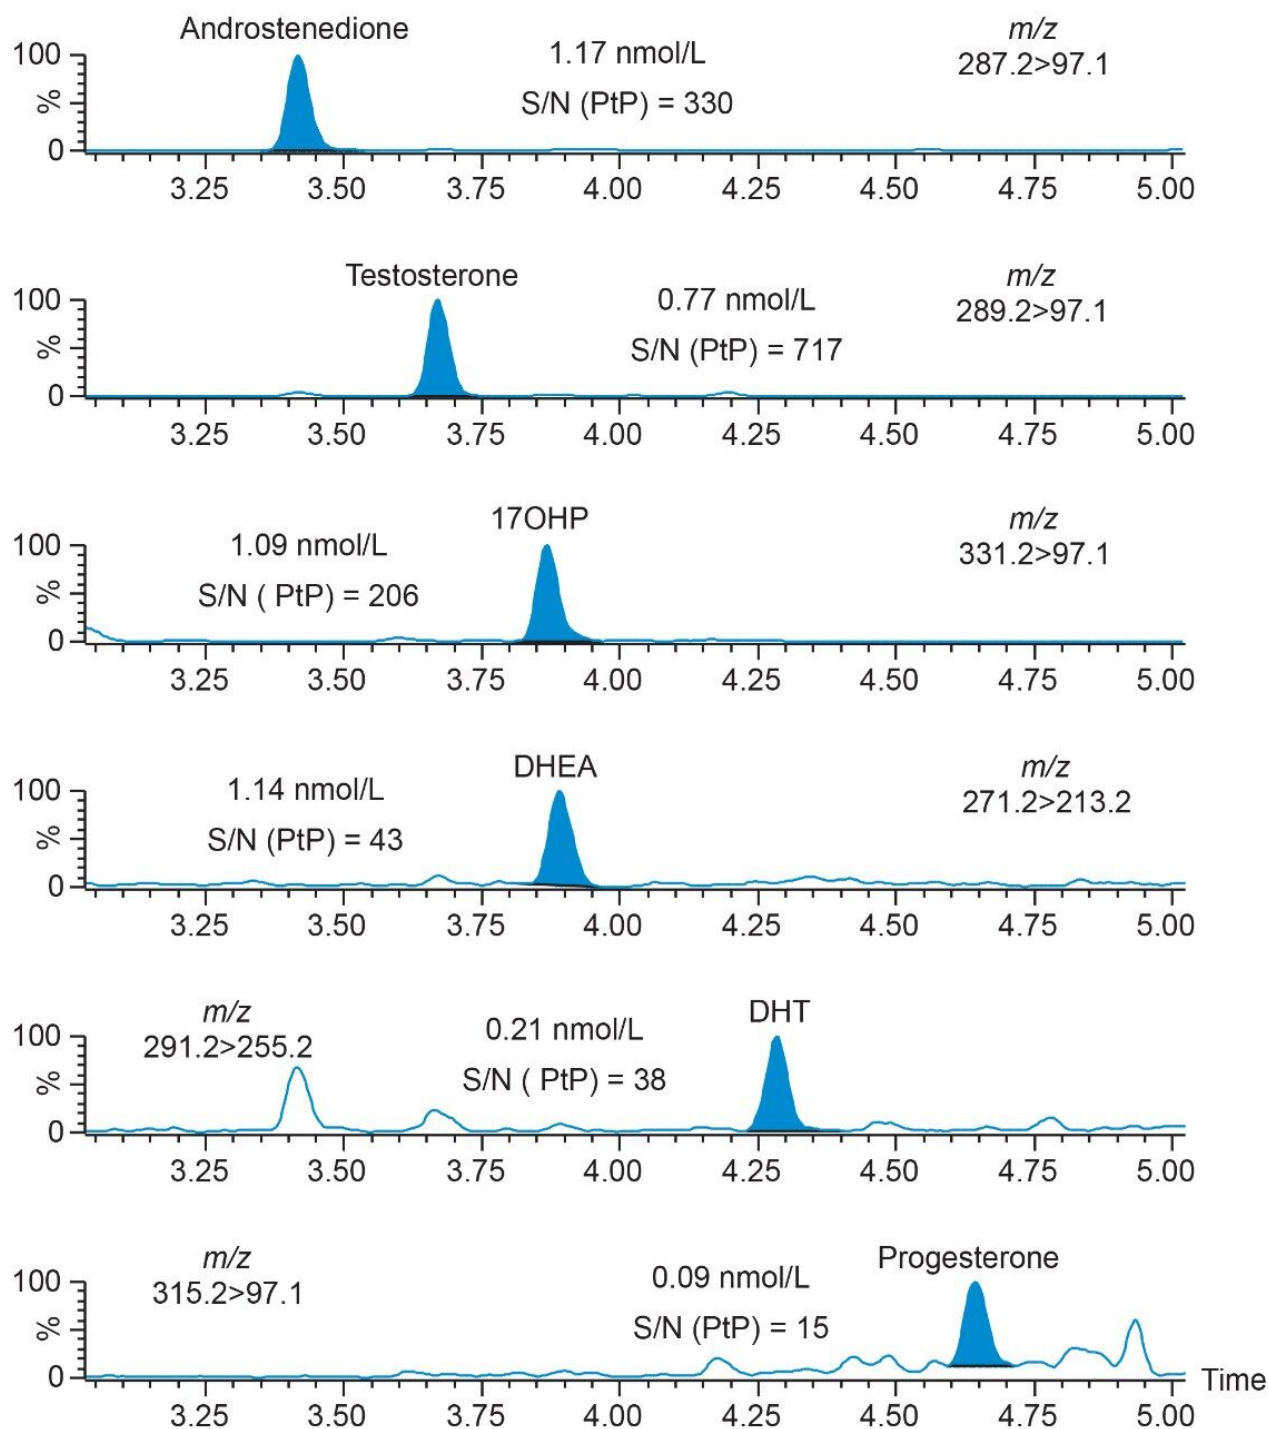 Androstenedione
1.17 nmol/L
S/N (PtP) = 330
m/z
287.2>97.1
100
%
0
3.25 3.50 3.75 4.00 4.25 4.50 4.75 5.00
Testosterone
0.77 nmol/L
S/N (PtP) = 717
m/z
289.2>97.1
100
%
0
3.25 3.50 3.75 4.00 4.25 4.50 4.75 5.00
17OHP
1.09 nmol/L
S/N ( PtP) = 206
m/z
331.2>97.1
100
%
0
3.25 3.50 3.75 4.00 4.25 4.50 4.75 5.00
DHEA
1.14 nmol/L
S/N (PtP) = 43
m/z
271.2>213.2
100
%
0
3.25 3.50 3.75 4.00 4.25 4.50 4.75 5.00
m/z
291.2>255.2
0.21 nmol/L
S/N ( PtP) = 38
DHT
100
%
0
3.25 3.50 3.75 4.00 4.25 4.50 4.75 5.00
m/z
315.2>97.1
0.09 nmol/L
S/N (PtP) = 15
Progesterone
100
%
0
Time
3.25 3.50 3.75 4.00 4.25 4.50 4.75 5.00